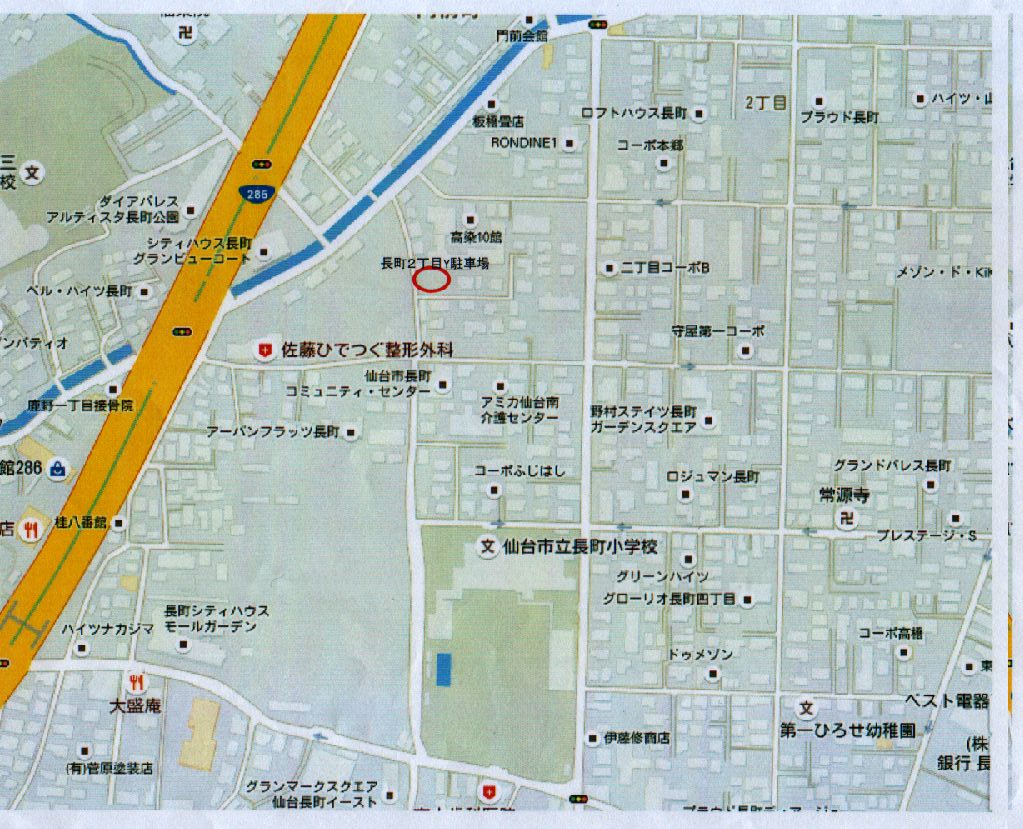 卍
門前会館
板橋畳店
ロフトハウス長町
2丁目
プラウド長町
ハイツ・山
RONDINE1
コーポ本郷
三
校
文
286
ダイアパレス
アルティスタ長町公園
高梁10館
シティハウス長町
グランビューコート
長町2丁目Y駐車場
二丁目コーポB
メゾン・ド・KiK
ベル・ハイツ長町
守屋第一コーポ
ンパティオ
佐藤ひでつぐ整形外科
仙台市長町
コミュニティ・センター
アミカ仙台南
介護センター
野村ステイツ長町
ガーデンスクエア
鹿野一丁目接骨院
アーバンフラッツ長町
館286
コーポふじはし
ロジュマン長町
グランドパレス長町
常源寺
卍
店
桂八番館
プレステージ・S
文
仙台市立長町小学校
グリーンハイツ
グローリオ長町四丁目
長町シティハウス
モールガーデン
ハイツナカジマ
コーポ高橋
ドゥメゾン
東
大盛庵
ベスト電器
文
第一ひろせ幼稚園
伊藤修商店
(株
銀行 長
(有)菅原塗装店
グランマークスクエア
仙台長町イースト